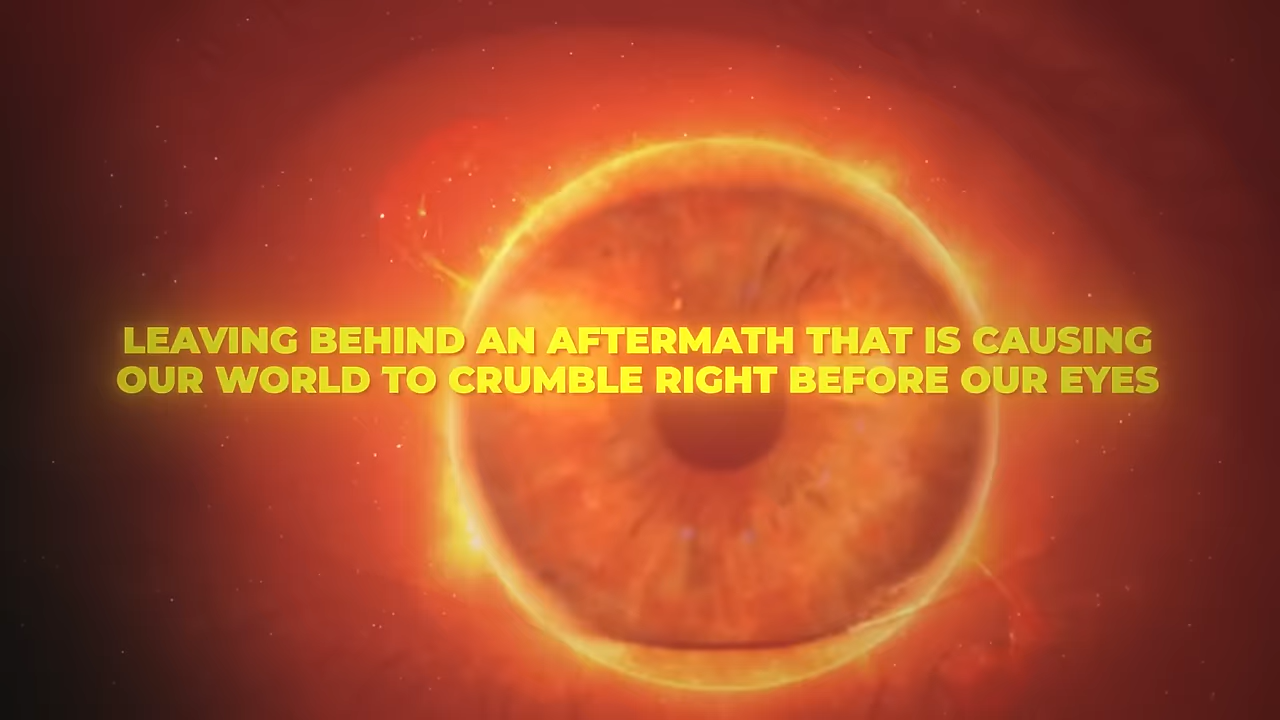 LEAVING BEHIND AN AFTERMATH THAT IS CAUSING
OUR WORLD TO CRUMBLE RIGHT BEFORE OUR EYES